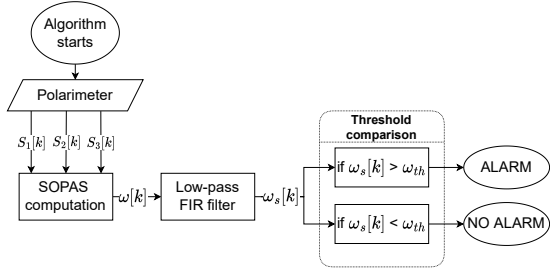 Algorithm
starts
Polarimeter
S₁[k] S₂[k] S₃[k]
SOPAS
computation
ω[k]
Low-pass
FIR filter
ωₛ[k]
Threshold
comparison
if ωₛ[k] > ωₜₕ
ALARM
if ωₛ[k] < ωₜₕ
NO ALARM